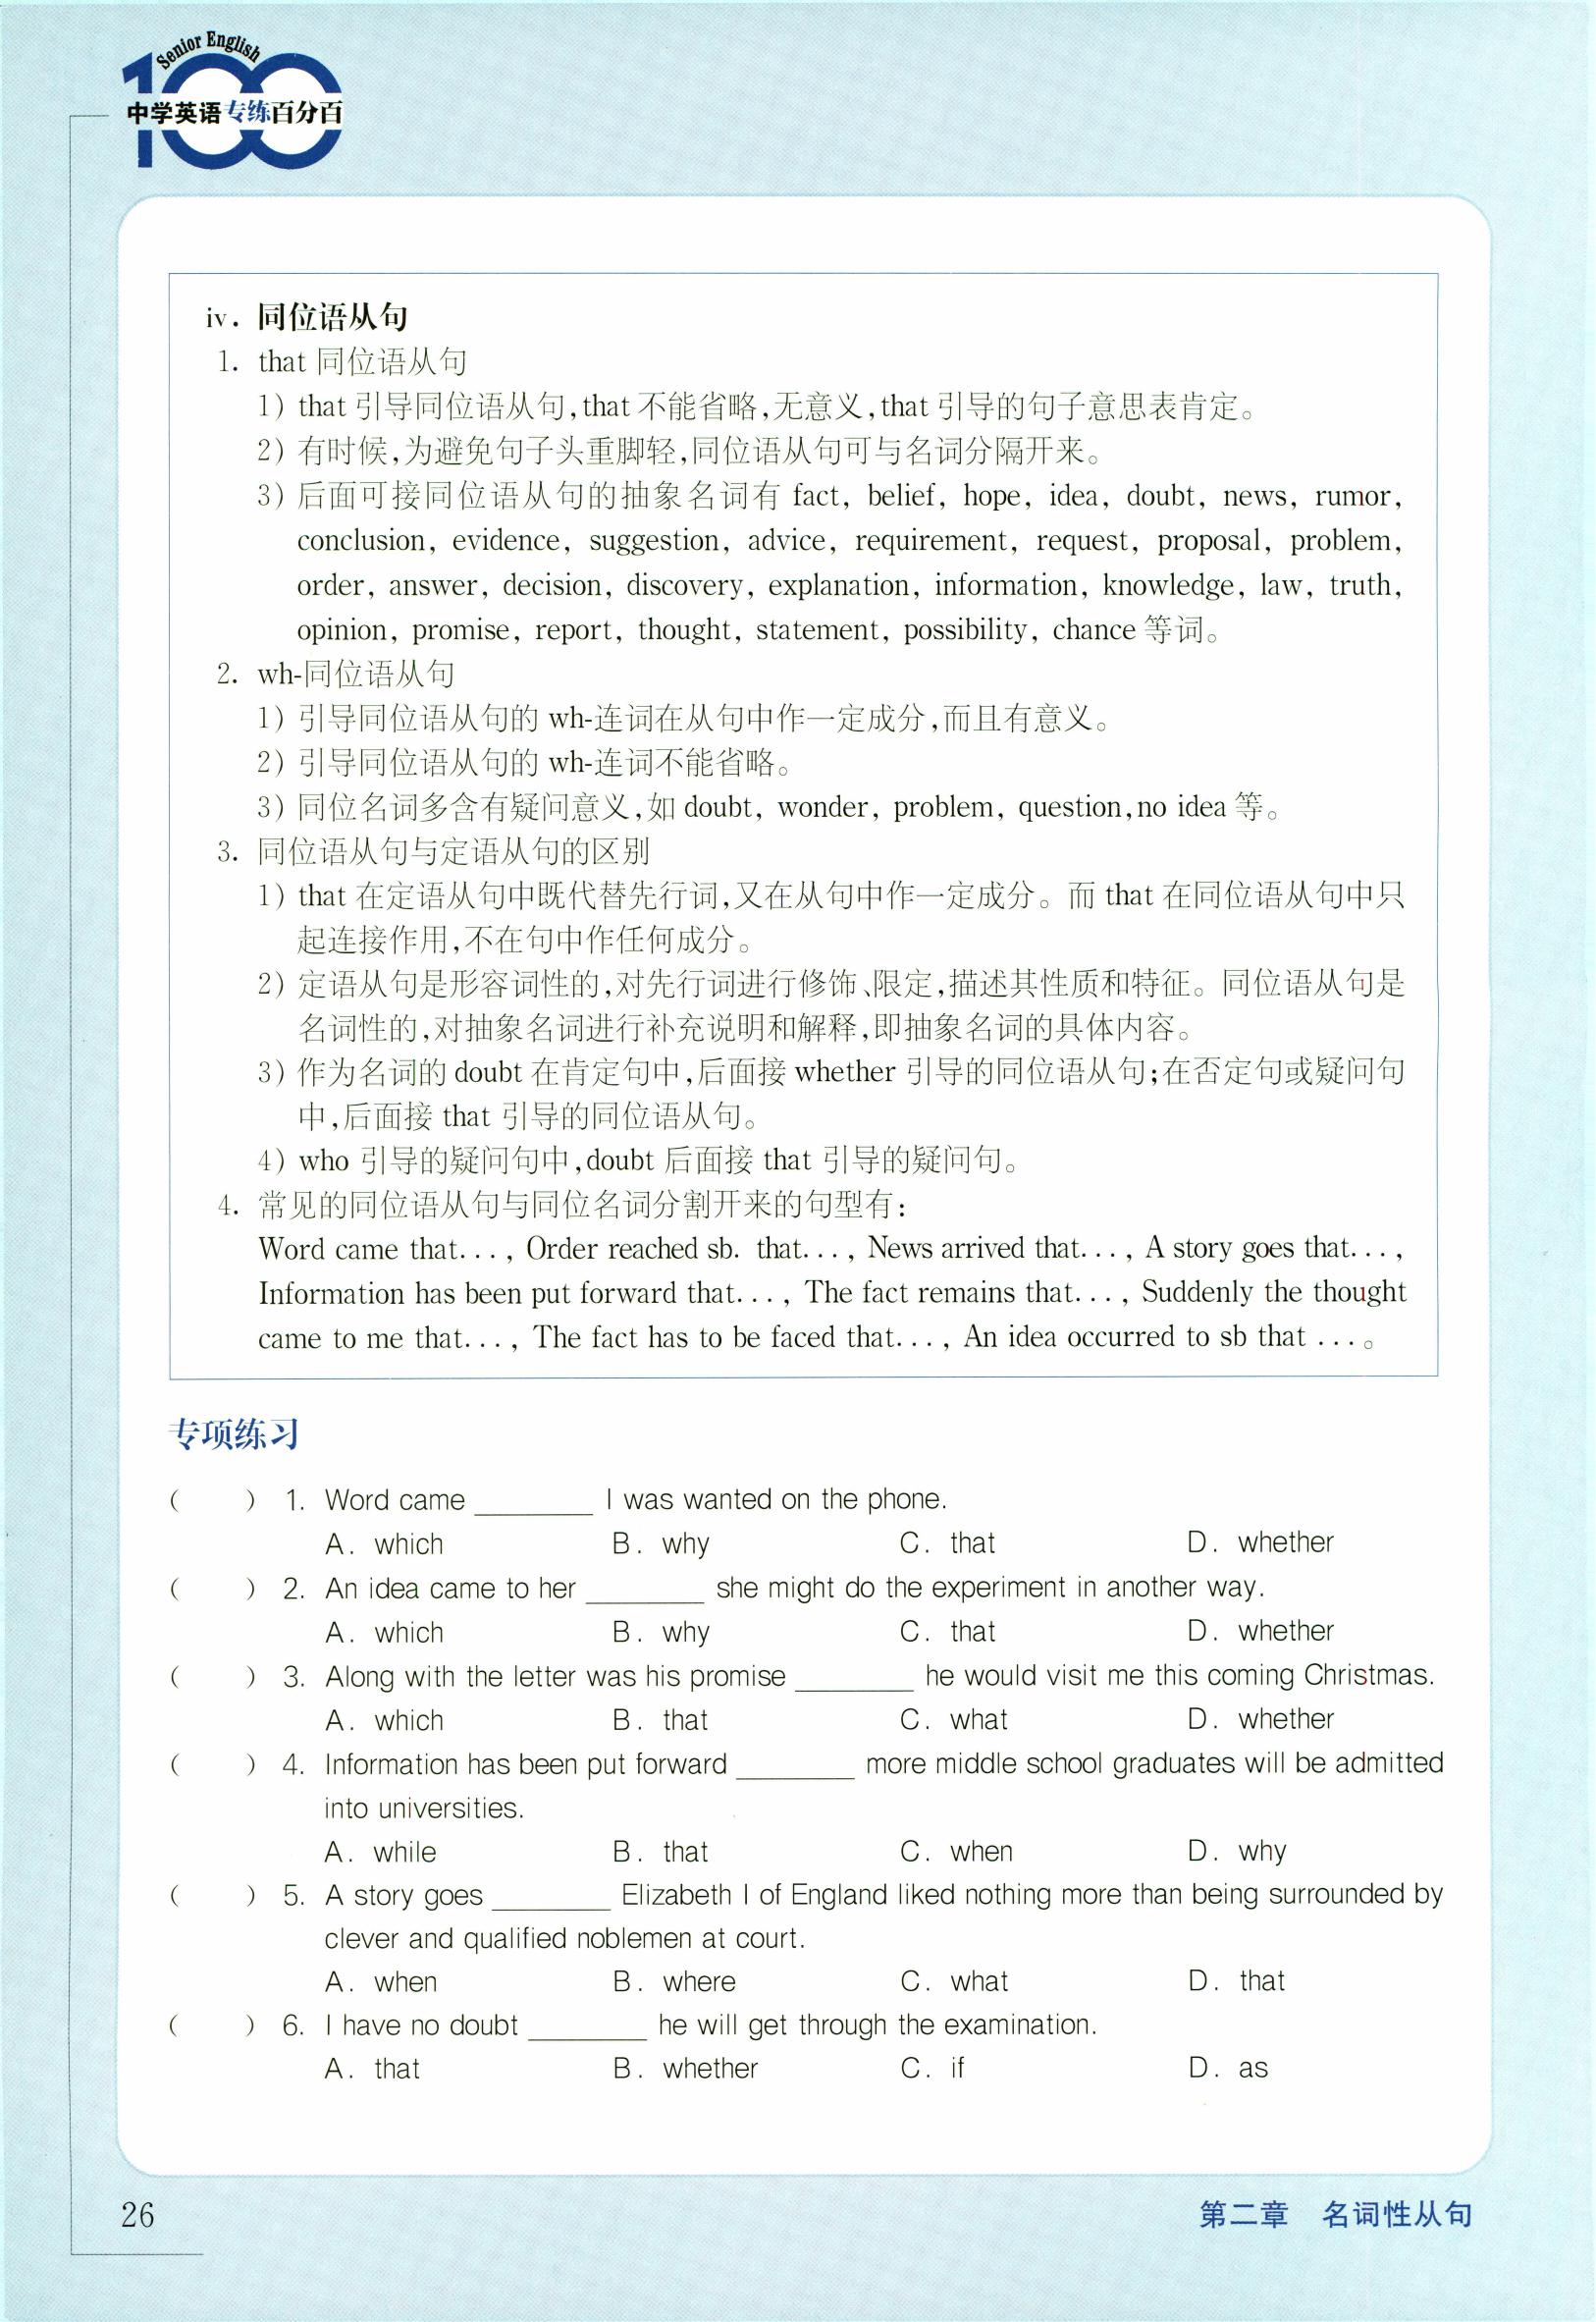 Senior English
100
中学英语专练百分百
iv. 同位语从句
1. that 同位语从句
1) that 引导同位语从句,that 不能省略,无意义,that 引导的句子意思表肯定。
2) 有时候,为避免句子头重脚轻,同位语从句可与名词分隔开来。
3) 后面可接同位语从句的抽象名词有 fact, belief, hope, idea, doubt, news, rumor,
conclusion, evidence, suggestion, advice, requirement, request, proposal, problem,
order, answer, decision, discovery, explanation, information, knowledge, law, truth,
opinion, promise, report, thought, statement, possibility, chance 等词。
2. wh-同位语从句
1) 引导同位语从句的 wh-连词在从句中作一定成分,而且有意义。
2) 引导同位语从句的 wh-连词不能省略。
3) 同位名词多含有疑问意义,如 doubt, wonder, problem, question,no idea 等。
3. 同位语从句与定语从句的区别
1) that 在定语从句中既代替先行词,又在从句中作一定成分。而 that 在同位语从句中只
起连接作用,不在句中作任何成分。
2) 定语从句是形容词性的,对先行词进行修饰、限定,描述其性质和特征。同位语从句是
名词性的,对抽象名词进行补充说明和解释,即抽象名词的具体内容。
3) 作为名词的 doubt 在肯定句中,后面接 whether 引导的同位语从句;在否定句或疑问句
中,后面接 that 引导的同位语从句。
4) who 引导的疑问句中,doubt 后面接 that 引导的疑问句。
4. 常见的同位语从句与同位名词分割开来的句型有:
Word came that..., Order reached sb. that..., News arrived that..., A story goes that...,
Information has been put forward that..., The fact remains that..., Suddenly the thought
came to me that..., The fact has to be faced that..., An idea occurred to sb that ...。
专项练习
(    ) 1. Word came ________ I was wanted on the phone.
A. which B. why C. that D. whether
(    ) 2. An idea came to her ________ she might do the experiment in another way.
A. which B. why C. that D. whether
(    ) 3. Along with the letter was his promise ________ he would visit me this coming Christmas.
A. which B. that C. what D. whether
(    ) 4. Information has been put forward ________ more middle school graduates will be admitted
into universities.
A. while B. that C. when D. why
(    ) 5. A story goes ________ Elizabeth I of England liked nothing more than being surrounded by
clever and qualified noblemen at court.
A. when B. where C. what D. that
(    ) 6. I have no doubt ________ he will get through the examination.
A. that B. whether C. if D. as
26
第二章 名词性从句